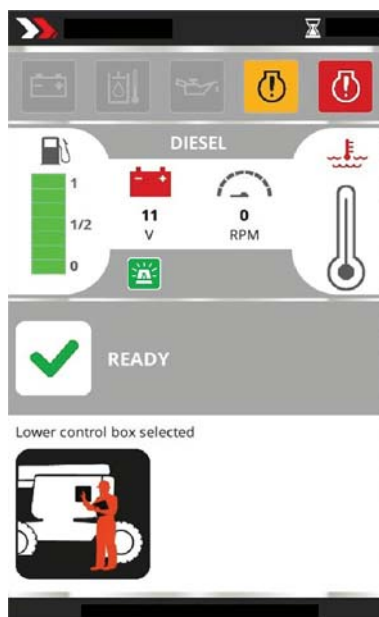 DIESEL
1
1/2
0
11
V
0
RPM
READY
Lower control box selected